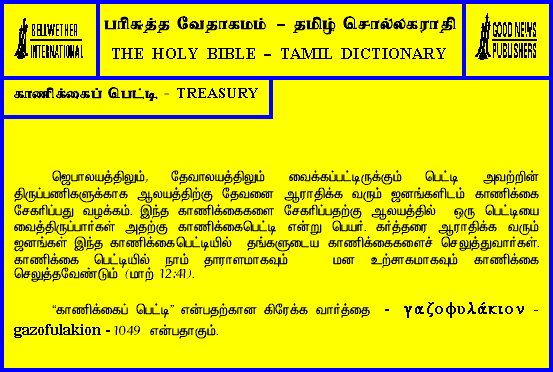 BELLWETHER
INTERNATIONAL
பரிசுத்த வேதாகமம் – தமிழ் சொல்லகராதி
THE HOLY BIBLE – TAMIL DICTIONARY
GOOD NEWS
PUBLISHERS
காணிக்கைப் பெட்டி - TREASURY
ஜெபாலயத்திலும், தேவாலயத்திலும் வைக்கப்பட்டிருக்கும் பெட்டி அவற்றின்
திருப்பணிகளுக்காக ஆலயத்திற்கு தேவனை ஆராதிக்க வரும் ஜனங்களிடம் காணிக்கை
சேகரிப்பது வழக்கம். இந்த காணிக்கைகளை சேகரிப்பதற்கு ஆலயத்தில் ஒரு பெட்டியை
வைத்திருப்பார்கள் அதற்கு காணிக்கைபெட்டி என்று பெயர். கர்த்தரை ஆராதிக்க வரும்
ஜனங்கள் இந்த காணிக்கைபெட்டியில் தங்களுடைய காணிக்கைகளைச் செலுத்துவார்கள்.
காணிக்கை பெட்டியில் நாம் தாராளமாகவும் மன உற்சாகமாகவும் காணிக்கை
செலுத்தவேண்டும் (மாற் 12:41).
“காணிக்கைப் பெட்டி” என்பதற்கான கிரேக்க வார்த்தை - γαζοφυλάκιον -
gazofulakion - 1049 என்பதாகும்.